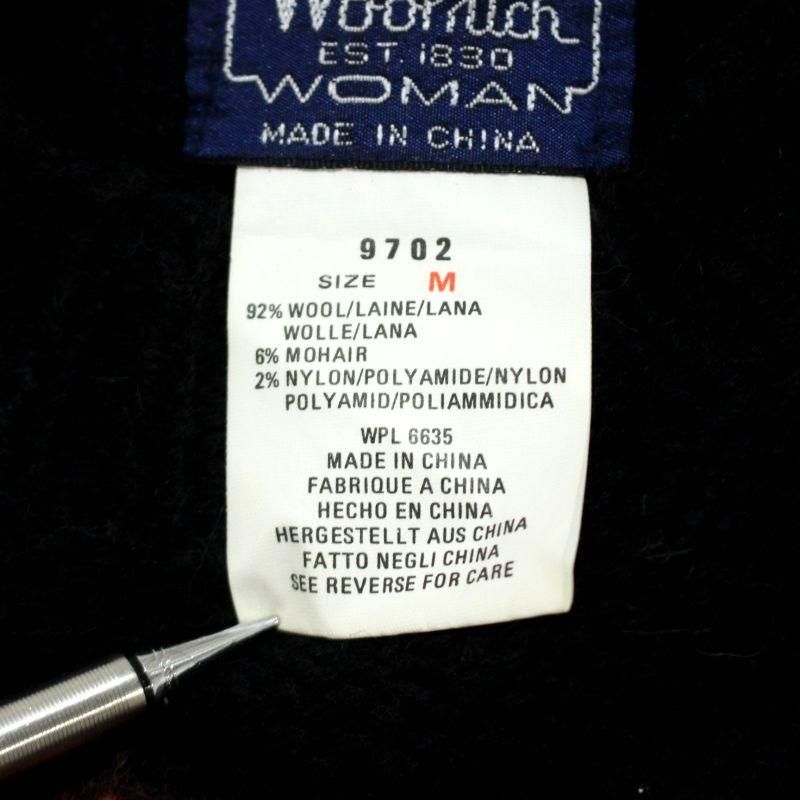 Woolrich
EST. 1830
WOMAN
MADE IN CHINA
9702
SIZE M
92% WOOL/LAINE/LANA
WOLLE/LANA
6% MOHAIR
2% NYLON/POLYAMIDE/NYLON
POLYAMID/POLIAMMIDICA
WPL 6635
MADE IN CHINA
FABRIQUE A CHINA
HECHO EN CHINA
HERGESTELLT AUS CHINA
FATTO NEGLI CHINA
SEE REVERSE FOR CARE